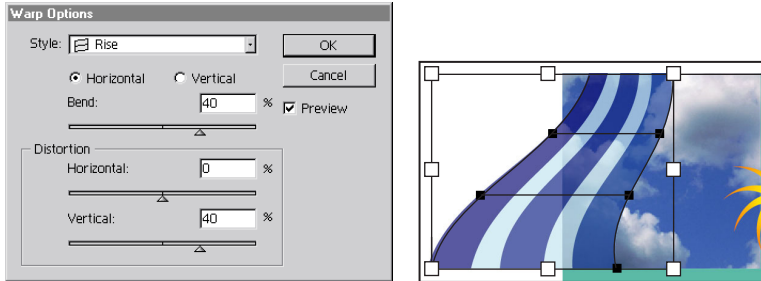 Warp Options
Style: Rise OK
Horizontal Vertical Cancel
Bend: 40 % Preview
Distortion
Horizontal: 0 %
Vertical: 40 %